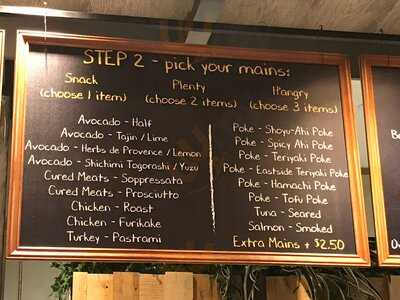 STEP 2 - pick your mains:
Snack
(choose 1 item)
Plenty
(choose 2 items)
H'angry
(choose 3 items)
Avocado - Half
Avocado - Tajin / Lime
Avocado - Herbs de Provence / Lemon
Avocado - Shichimi Togorashi / Yuzu
Cured Meats - Soppressata
Cured Meats - Prosciutto
Chicken - Roast
Chicken - Furikake
Turkey - Pastrami
Poke - Shoyu-Ahi Poke
Poke - Spicy Ahi Poke
Poke - Teriyaki Poke
Poke - Eastside Teriyaki Poke
Poke - Hamachi Poke
Poke - Tofu Poke
Tuna - Seared
Salmon - Smoked
Extra Mains + $2.50